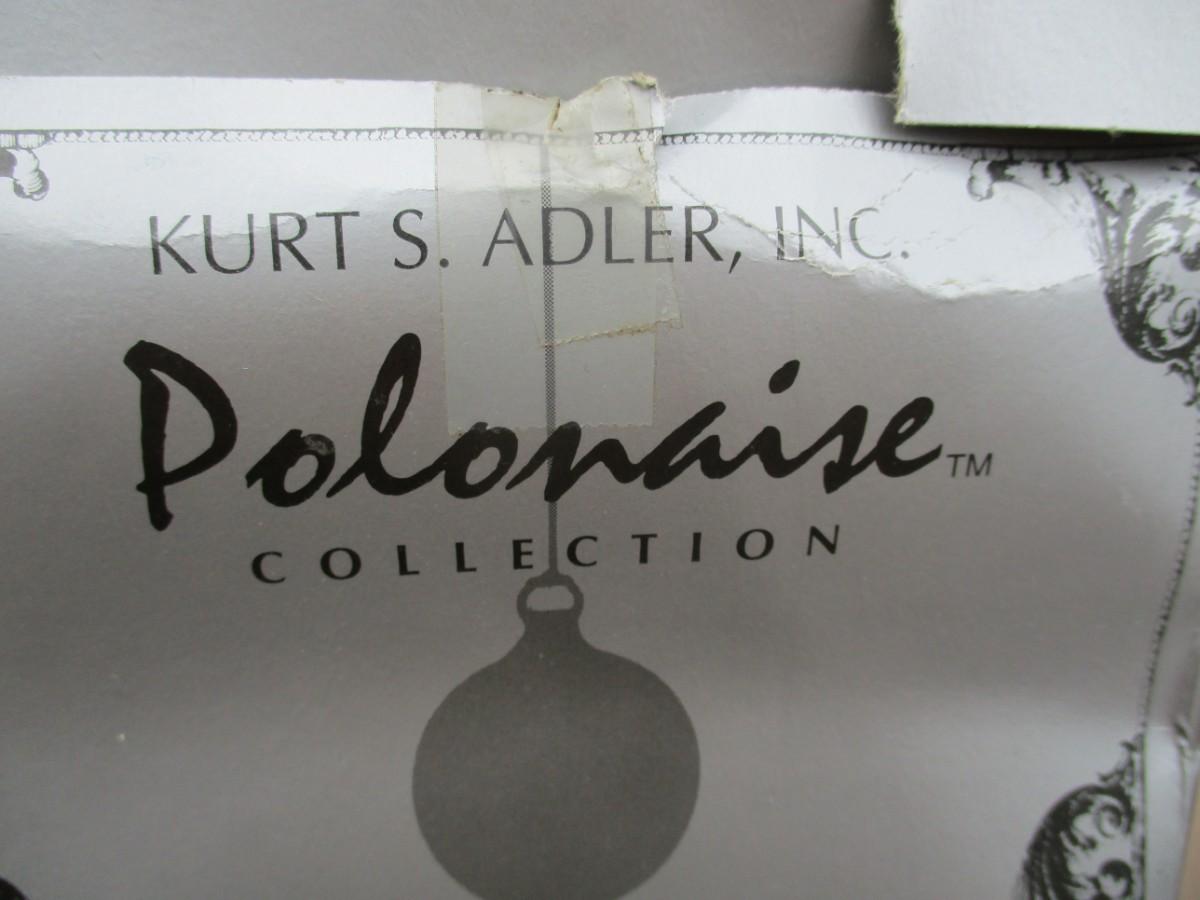 KURT S. ADLER, INC.
Polonaise™
COLLECTION